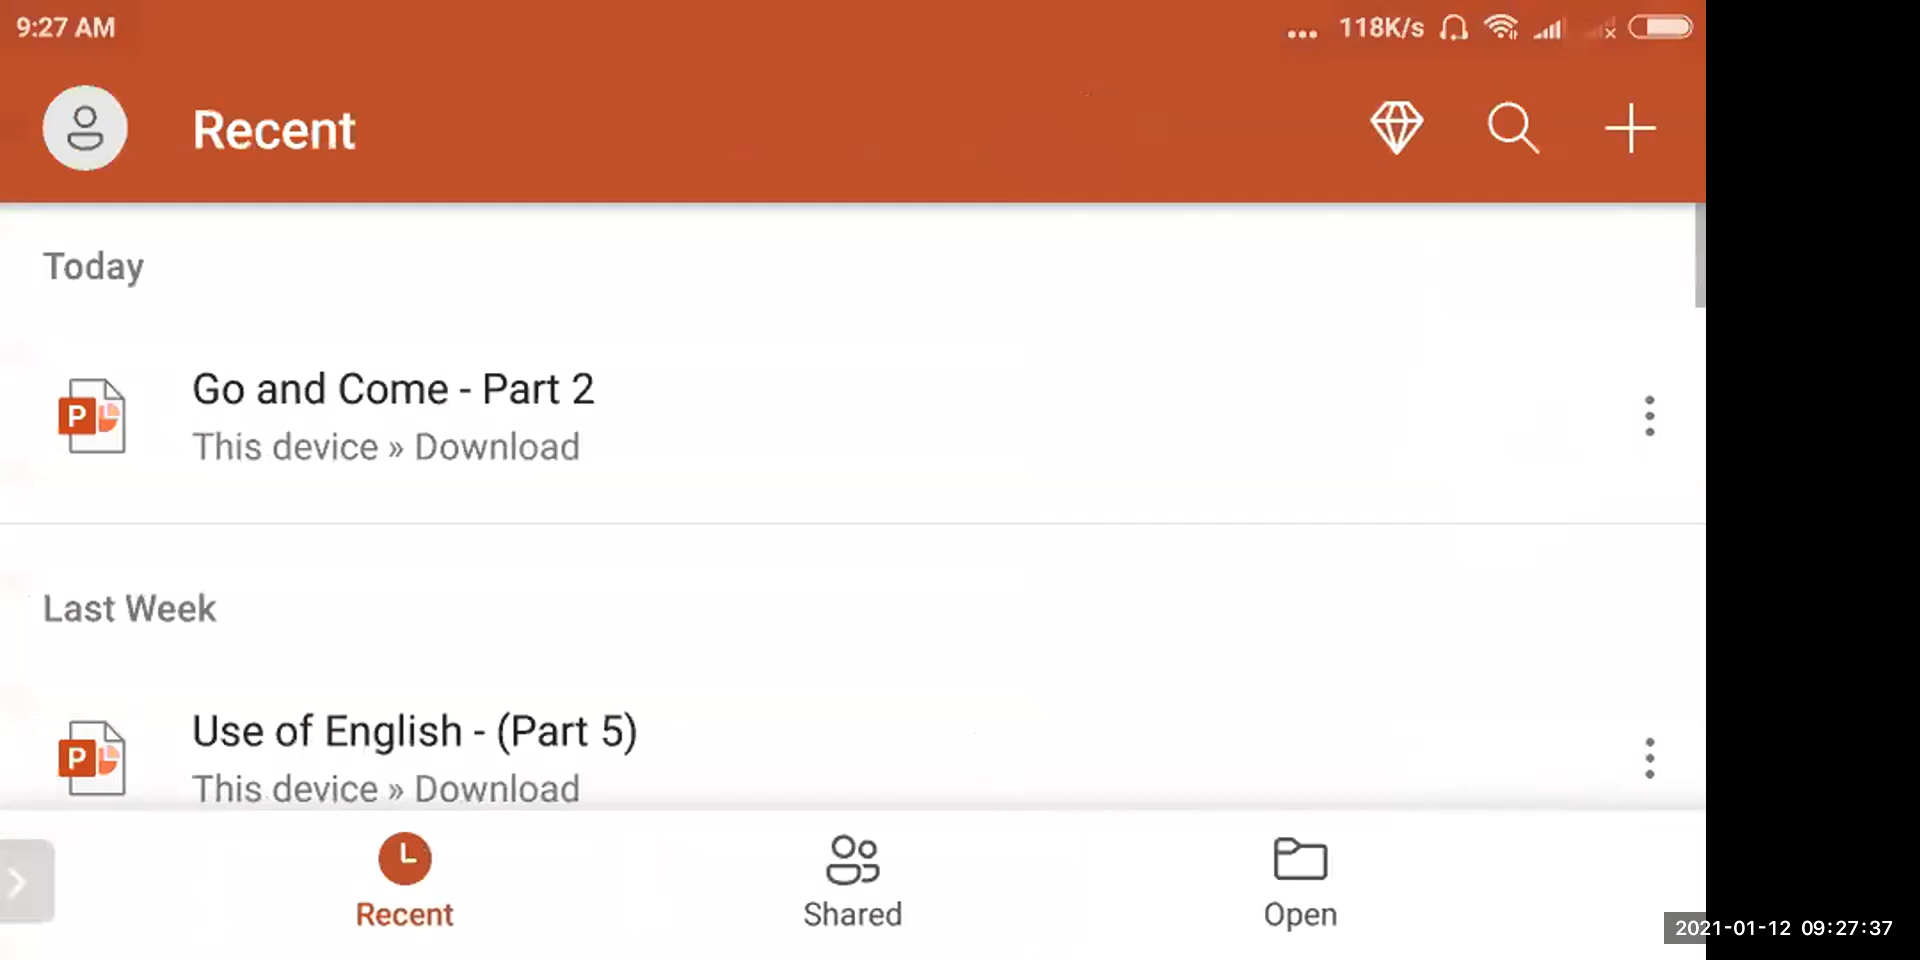 9:27 AM
... 118K/s
Recent
Today
Go and Come - Part 2
This device » Download
Last Week
Use of English - (Part 5)
This device » Download
Recent
Shared
Open
2021-01-12 09:27:37